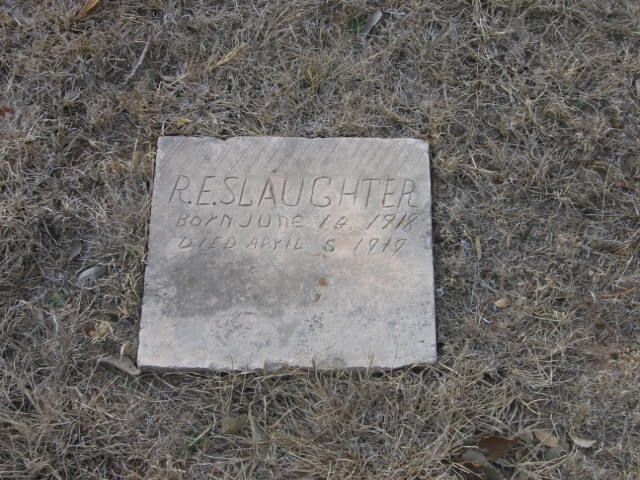 R.E.SLAUGHTER
BORN JUNE 14, 1918
DIED APRIL 5 1919